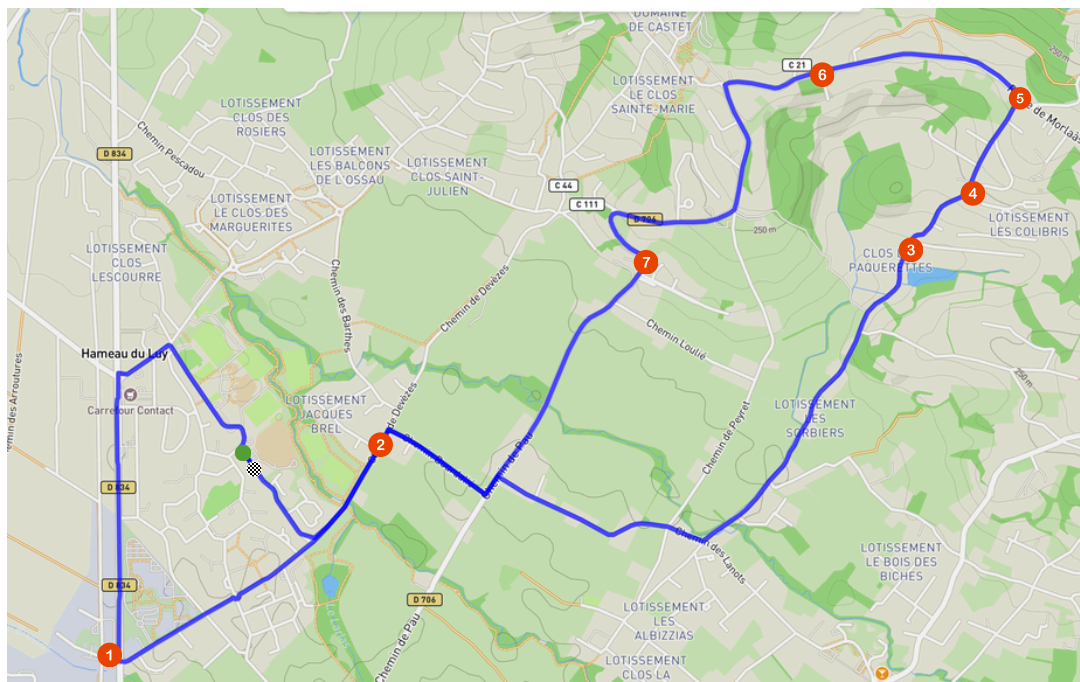 DOMAINE
DE CASTET
C 21
6
5
de Morlaàs
250 m
LOTISSEMENT
LE CLOS
SAINTE-MARIE
LOTISSEMENT
CLOS DES
ROSIERS
Chemin Pescadou
D 834
LOTISSEMENT
LES BALCONS
DE L'OSSAU
LOTISSEMENT
CLOS SAINT-
JULIEN
C 44
C 111
D 706
4
LOTISSEMENT
LES COLIBRIS
LOTISSEMENT
LE CLOS DES
MARGUERITES
250 m
3
CLOS
PAQUERETTES
LOTISSEMENT
CLOS
LESCOURRE
7
Chemin des Barthes
Chemin de Devèzes
Chemin Loulié
Hameau du Luy
Carrefour Contact
emin des Arroutures
LOTISSEMENT
JACQUES
BREL
de Devèzes
2
Chemin de Pau
Chemin de Peyret
LOTISSEMENT
LES
SORBIERS
250 m
D 834
Chemin des Lanots
LOTISSEMENT
LE BOIS DES
BICHES
D 834
D 706
Chemin de Pau
LOTISSEMENT
LES
ALBIZZIAS
1
LOTISSEMENT
CLOS LA